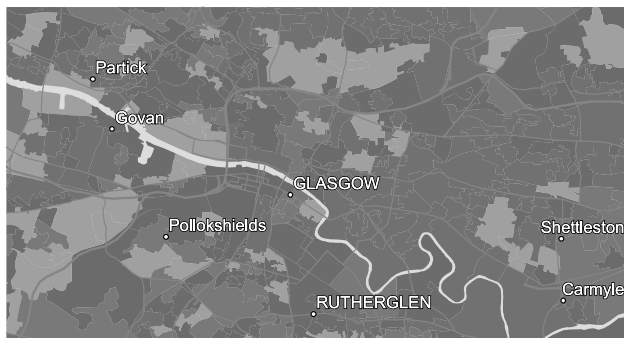 Partick
Govan
GLASGOW
Pollokshields
Shettleston
Carmyle
RUTHERGLEN